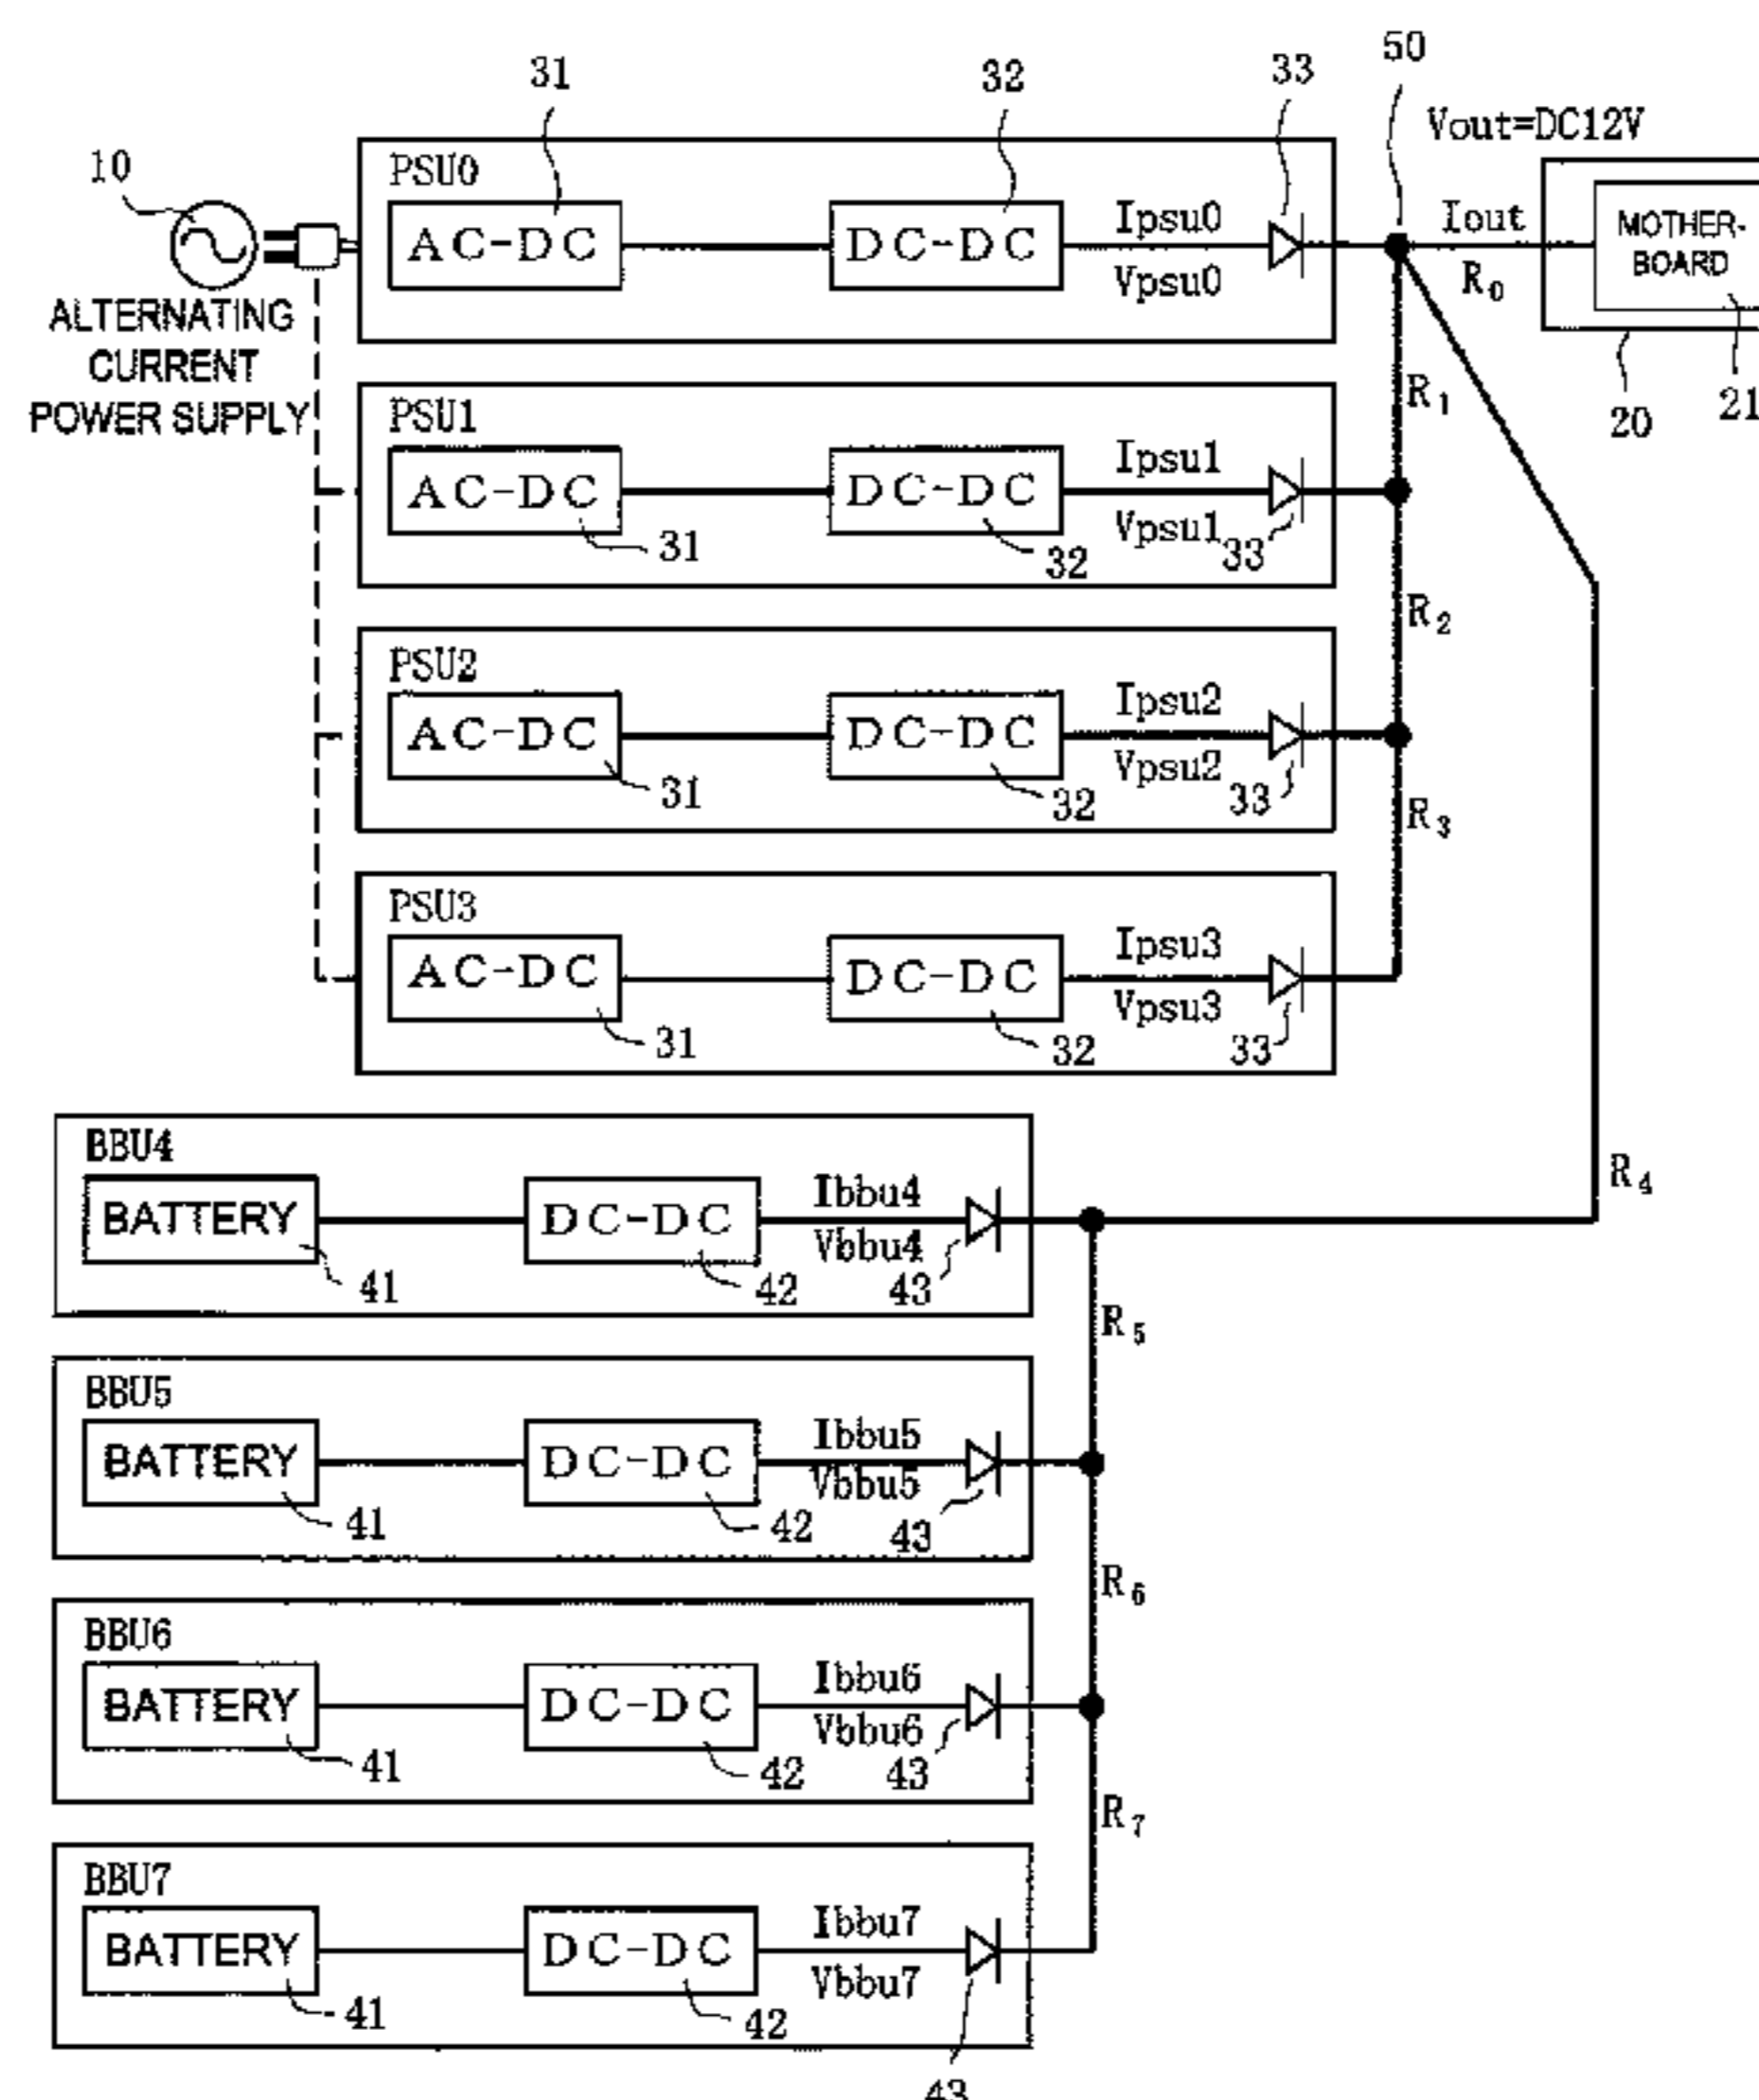 50
31
32
33
Vout=DC12V
10
PSU0
AC-DC
DC-DC
Ipsu0
Vpsu0
Iout
R0
MOTHER-
BOARD
ALTERNATING
CURRENT
POWER SUPPLY
20
21
R1
PSU1
AC-DC
31
DC-DC
32
Ipsu1
Vpsu1
33
R2
PSU2
AC-DC
31
DC-DC
32
Ipsu2
Vpsu2
33
R3
PSU3
AC-DC
31
DC-DC
32
Ipsu3
Vpsu3
33
R4
BBU4
BATTERY
41
DC-DC
42
Ibbu4
Vbbu4
43
R5
BBU5
BATTERY
41
DC-DC
42
Ibbu5
Vbbu5
43
R6
BBU6
BATTERY
41
DC-DC
42
Ibbu6
Vbbu6
43
R7
BBU7
BATTERY
41
DC-DC
42
Ibbu7
Vbbu7
43